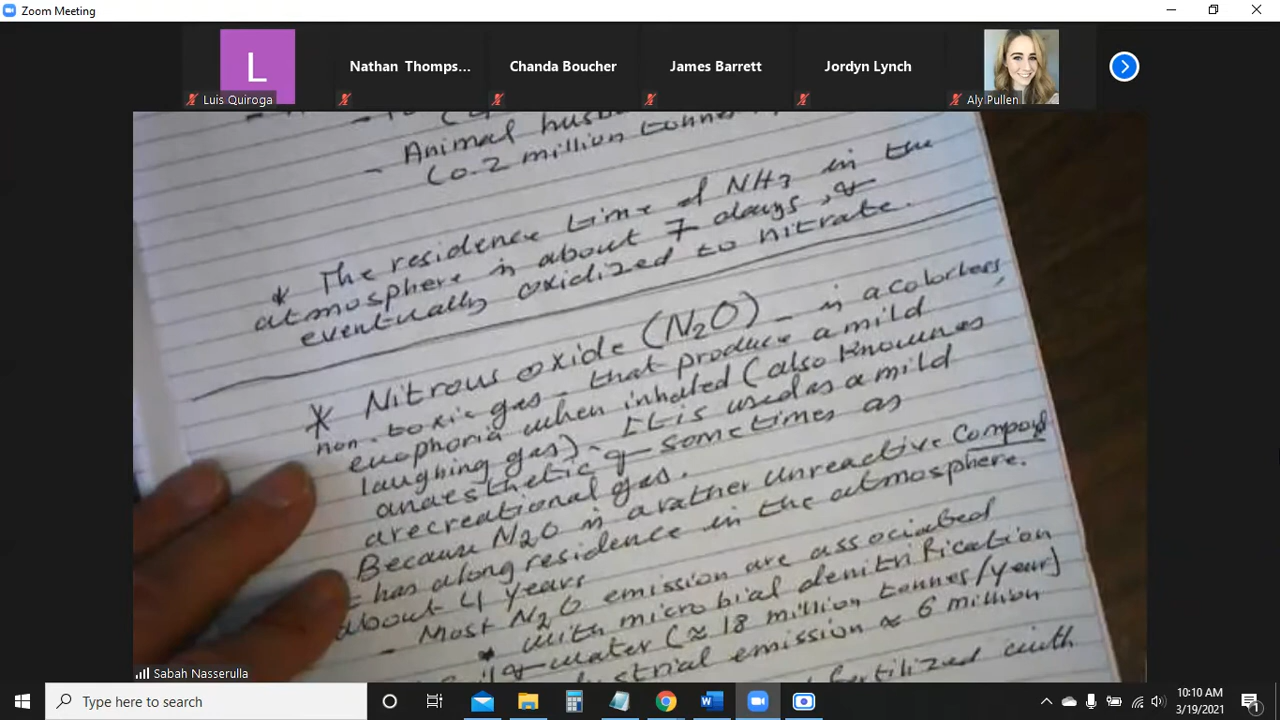 Zoom Meeting
L
Luis Quiroga
Nathan Thomps...
Chanda Boucher
James Barrett
Jordyn Lynch
Aly Pullen
- Animal
(0.2 million tonnes
* The residence time of NH3 in the
atmosphere is about 7 days, &
eventually oxidized to nitrate.
* Nitrous oxide (N2O) - is a colorless,
non-toxic gas - that produce a mild
euophoria when inhaled (also known as
laughing gas). It is used as a mild
anaesthetic & sometimes as
a recreational gas.
Because N2O is a rather unreactive compound
t has a long residence in the atmosphere.
about 4 years
- Most N2O emission are associated
with microbial denitrification
& water (≈ 18 million tonnes/year)
emission ≈ 6 million
fertilized with
Sabah Nasserulla
Type here to search
10:10 AM
3/19/2021
1